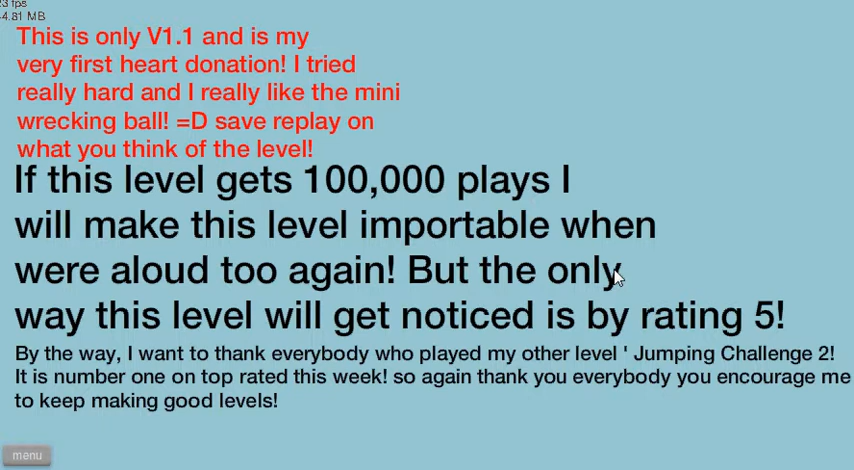 3 fps
4.81 MB
This is only V1.1 and is my
very first heart donation! I tried
really hard and I really like the mini
wrecking ball! =D save replay on
what you think of the level!
If this level gets 100,000 plays I
will make this level importable when
were aloud too again! But the only
way this level will get noticed is by rating 5!
By the way, I want to thank everybody who played my other level ' Jumping Challenge 2!
It is number one on top rated this week! so again thank you everybody you encourage me
to keep making good levels!
menu